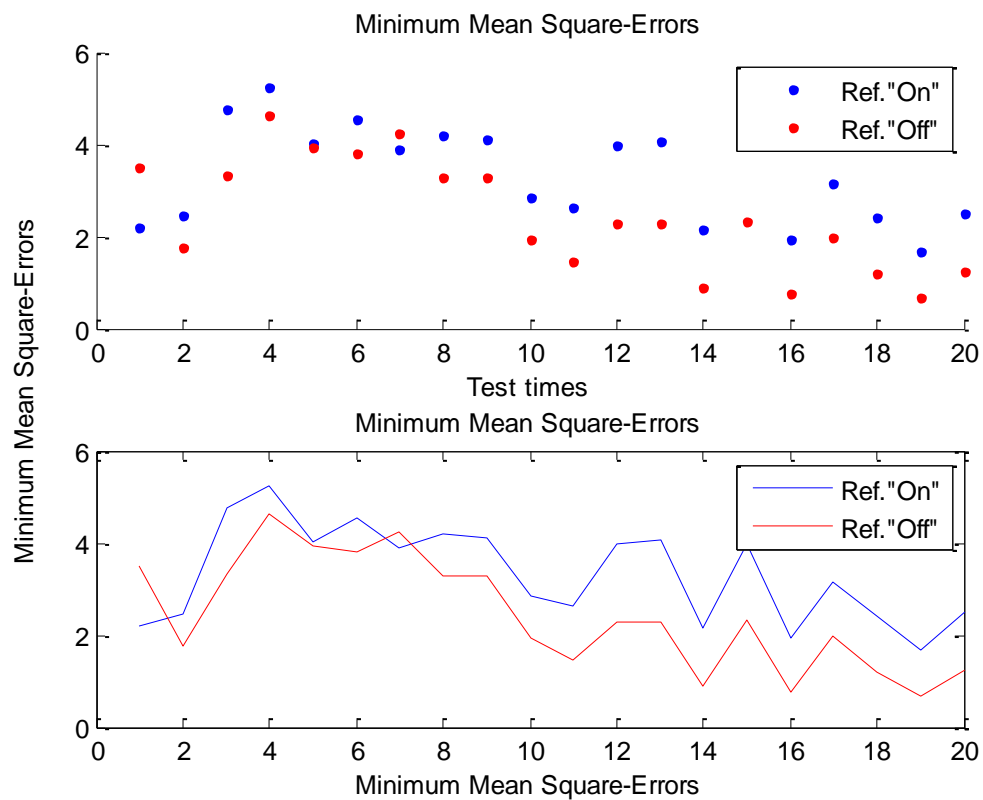 Minimum Mean Square-Errors
6
4
2
0
0 2 4 6 8 10 12 14 16 18 20
Ref."On"
Ref."Off"
Test times
Minimum Mean Square-Errors
Minimum Mean Square-Errors
6
4
2
0
0 2 4 6 8 10 12 14 16 18 20
Ref."On"
Ref."Off"
Minimum Mean Square-Errors